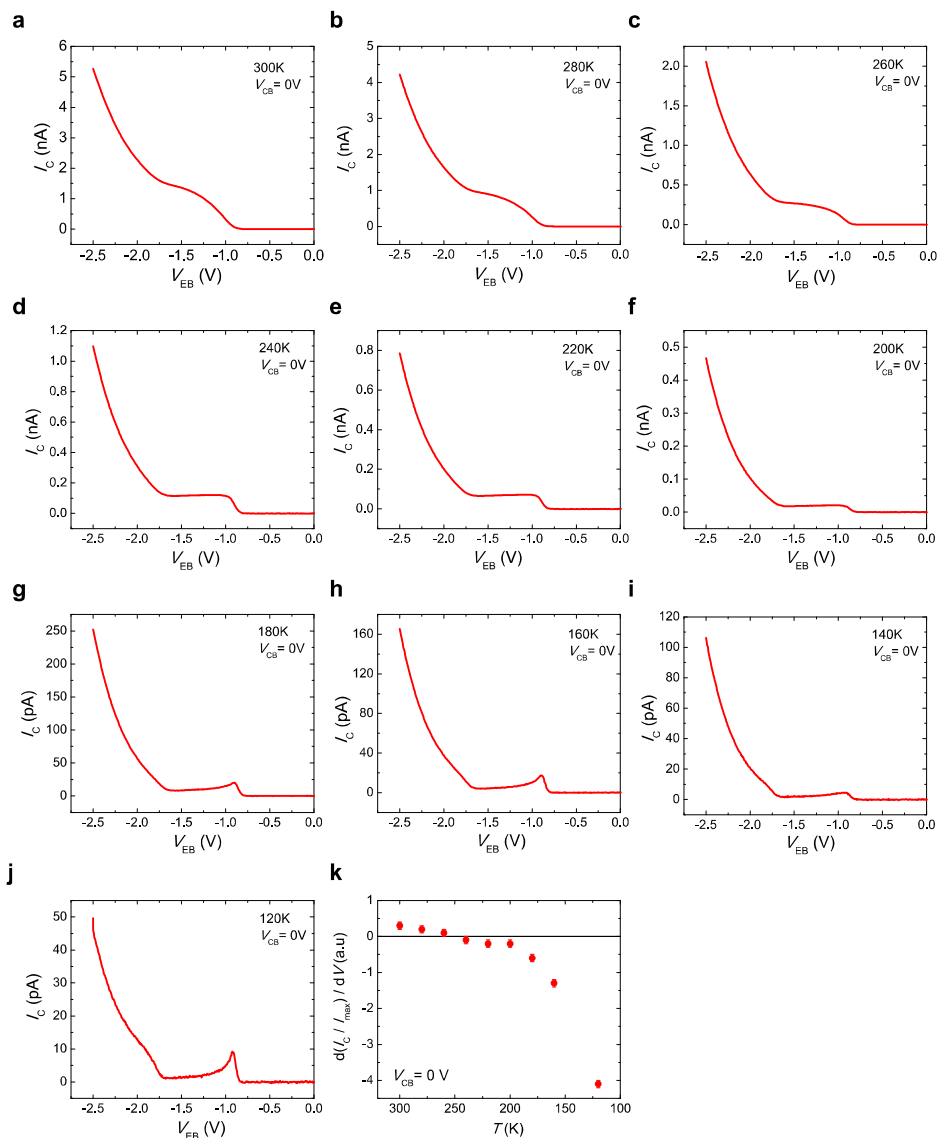 a
300K
V_CB = 0V
6
5
4
3
2
1
0
I_C (nA)
-2.5 -2.0 -1.5 -1.0 -0.5 0.0
V_EB (V)
b
280K
V_CB = 0V
5
4
3
2
1
0
I_C (nA)
-2.5 -2.0 -1.5 -1.0 -0.5 0.0
V_EB (V)
c
260K
V_CB = 0V
2.0
1.5
1.0
0.5
0.0
I_C (nA)
-2.5 -2.0 -1.5 -1.0 -0.5 0.0
V_EB (V)
d
240K
V_CB = 0V
1.2
1.0
0.8
0.6
0.4
0.2
0.0
I_C (nA)
-2.5 -2.0 -1.5 -1.0 -0.5 0.0
V_EB (V)
e
220K
V_CB = 0V
0.8
0.6
0.4
0.2
0.0
I_C (nA)
-2.5 -2.0 -1.5 -1.0 -0.5 0.0
V_EB (V)
f
200K
V_CB = 0V
0.5
0.4
0.3
0.2
0.1
0.0
I_C (nA)
-2.5 -2.0 -1.5 -1.0 -0.5 0.0
V_EB (V)
g
180K
V_CB = 0V
250
200
150
100
50
0
I_C (pA)
-2.5 -2.0 -1.5 -1.0 -0.5 0.0
V_EB (V)
h
160K
V_CB = 0V
160
120
80
40
0
I_C (pA)
-2.5 -2.0 -1.5 -1.0 -0.5 0.0
V_EB (V)
i
140K
V_CB = 0V
120
100
80
60
40
20
0
I_C (pA)
-2.5 -2.0 -1.5 -1.0 -0.5 0.0
V_EB (V)
j
120K
V_CB = 0V
50
40
30
20
10
0
I_C (pA)
-2.5 -2.0 -1.5 -1.0 -0.5 0.0
V_EB (V)
k
1
0
-1
-2
-3
-4
d(I_C / I_max) / dV (a.u)
V_CB = 0 V
300 250 200 150 100
T (K)